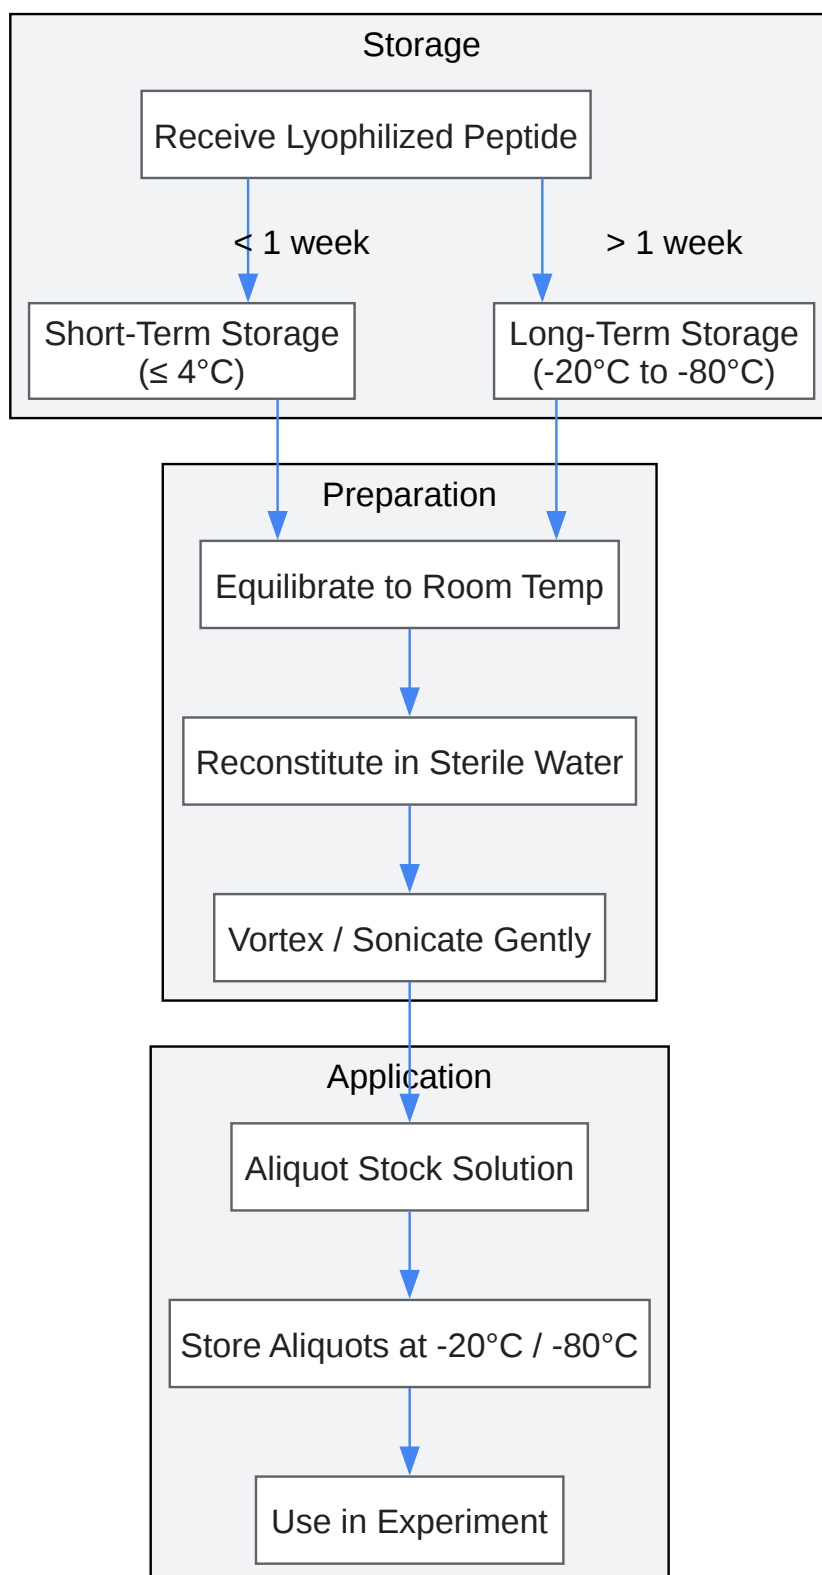 Storage
Receive Lyophilized Peptide
< 1 week
> 1 week
Short-Term Storage
(≤ 4°C)
Long-Term Storage
(-20°C to -80°C)
Preparation
Equilibrate to Room Temp
Reconstitute in Sterile Water
Vortex / Sonicate Gently
Application
Aliquot Stock Solution
Store Aliquots at -20°C / -80°C
Use in Experiment